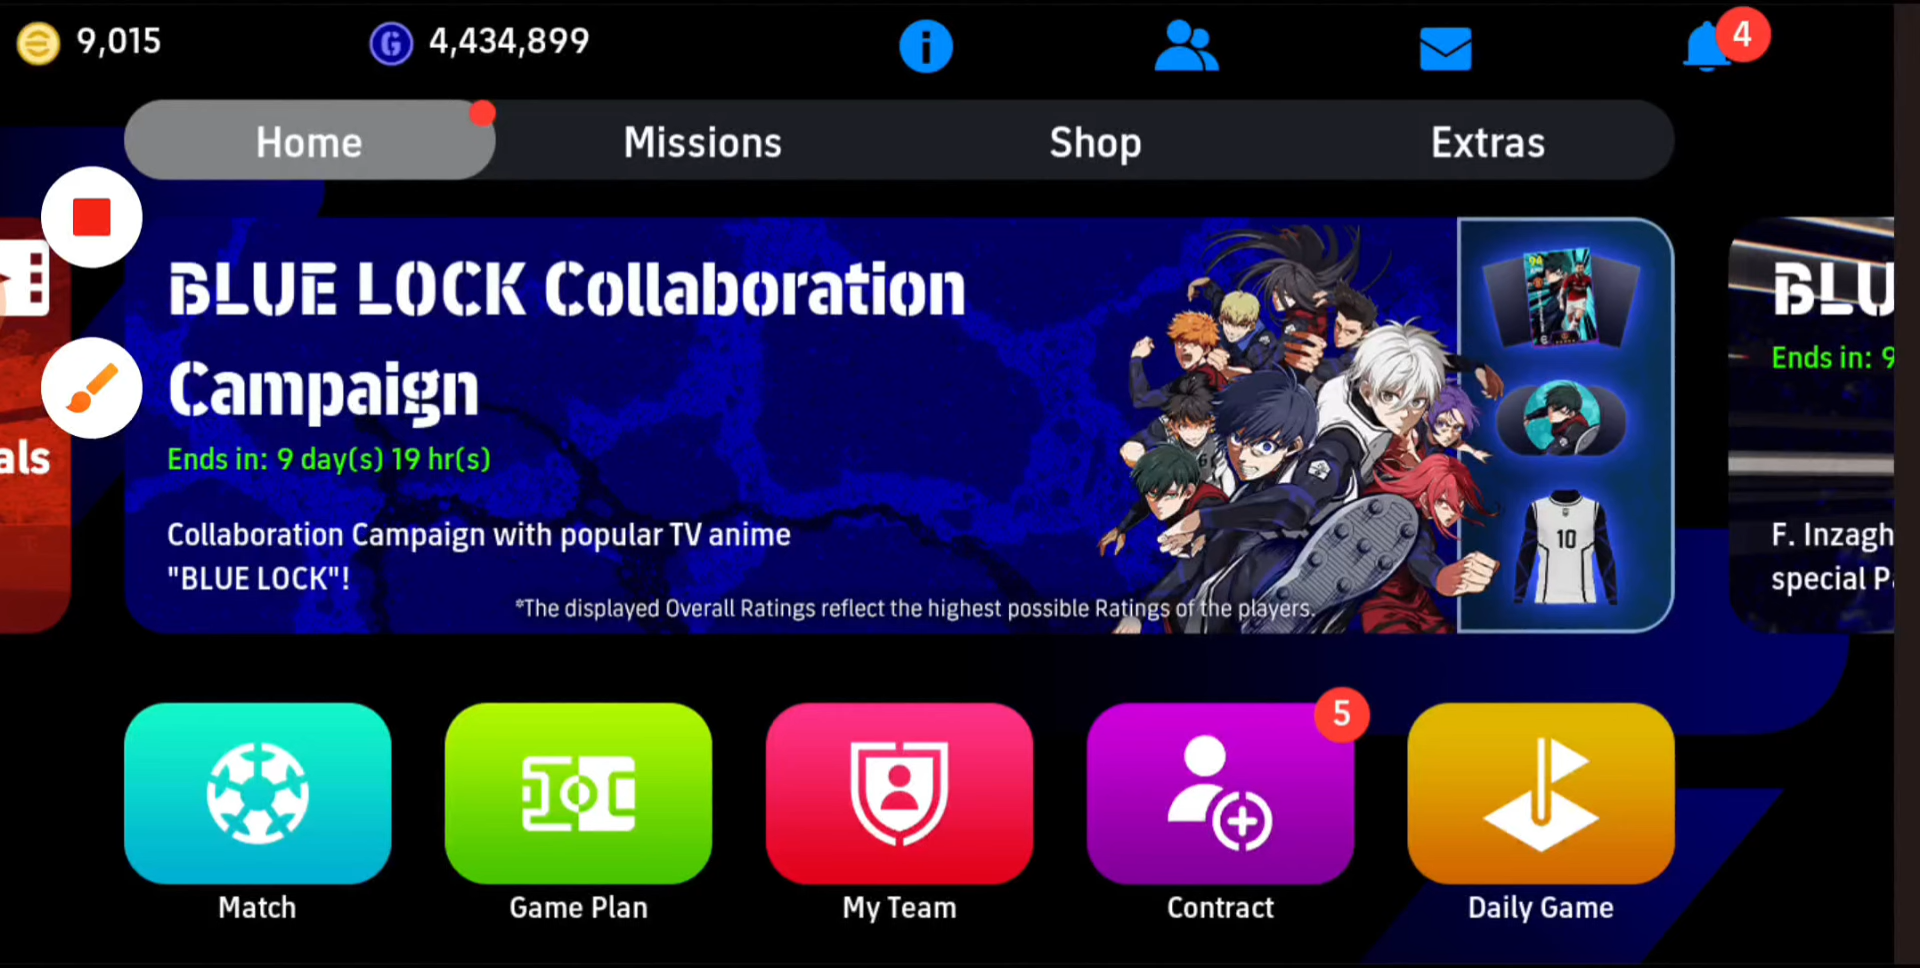 9,015
4,434,899
4
Home
Missions
Shop
Extras
BLUE LOCK Collaboration
Campaign
Ends in: 9 day(s) 19 hr(s)
Collaboration Campaign with popular TV anime
"BLUE LOCK"!
*The displayed Overall Ratings reflect the highest possible Ratings of the players.
94
10
als
BLU
Ends in: 9
F. Inzagh
special P
5
Match
Game Plan
My Team
Contract
Daily Game